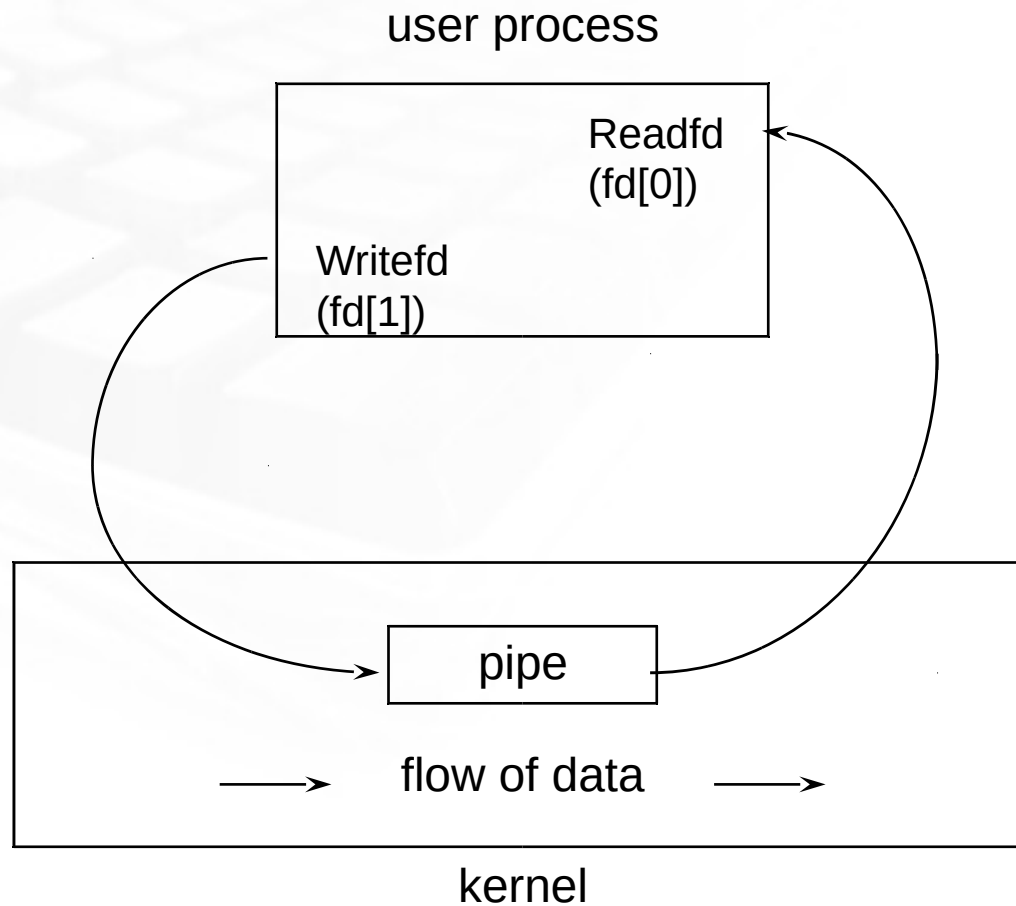 user process
Readfd
(fd[0])
Writefd
(fd[1])
pipe
flow of data
kernel